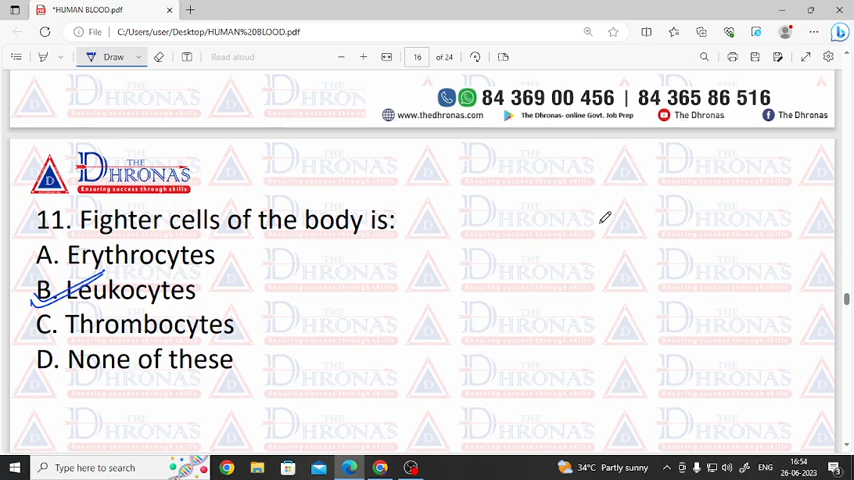 *HUMAN BLOOD.pdf
File
C:/Users/user/Desktop/HUMAN%20BLOOD.pdf
Draw
Read aloud
16
of 24
THE
DHRONAS
84 369 00 456 | 84 365 86 516
www.thedhronas.com
The Dhronas- online Govt. Job Prep
The Dhronas
The Dhronas
THE
DHRONAS
Ensuring success through skills
11. Fighter cells of the body is:
A. Erythrocytes
B. Leukocytes
C. Thrombocytes
D. None of these
Type here to search
34°C Partly sunny
ENG
16:54
26-06-2023